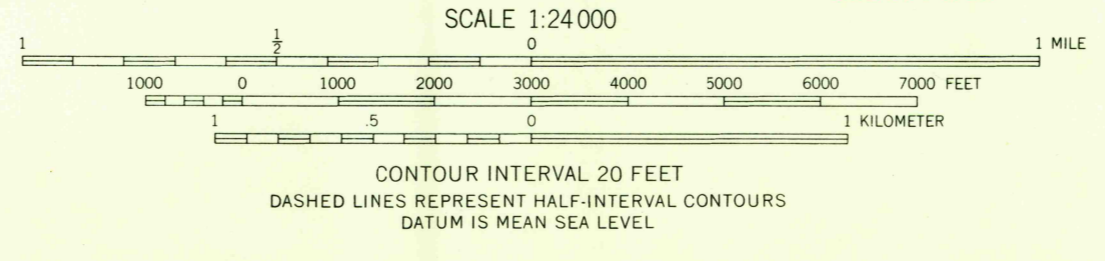 SCALE 1:24 000
1 ½ 0 1 MILE
1000 0 1000 2000 3000 4000 5000 6000 7000 FEET
1 .5 0 1 KILOMETER
CONTOUR INTERVAL 20 FEET
DASHED LINES REPRESENT HALF-INTERVAL CONTOURS
DATUM IS MEAN SEA LEVEL